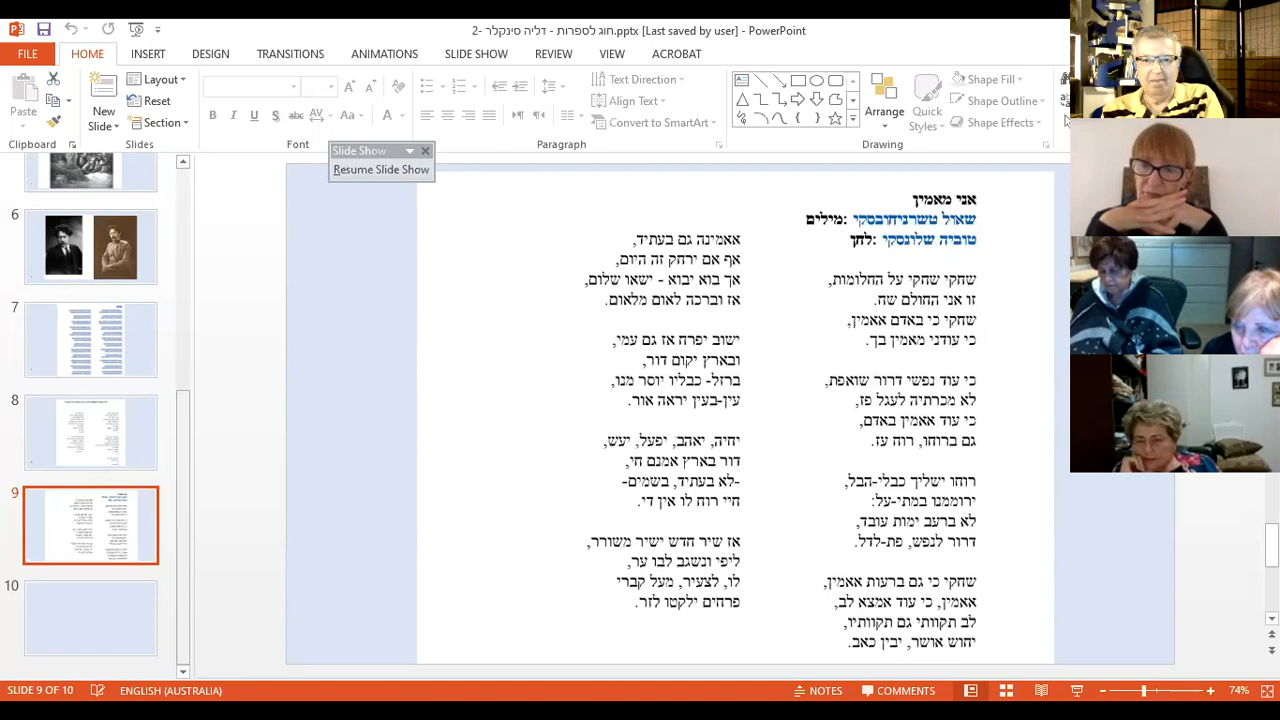 חוג לספרות - דליה סינקלר -2.pptx [Last saved by user] - PowerPoint
FILE
HOME
INSERT
DESIGN
TRANSITIONS
ANIMATIONS
SLIDE SHOW
REVIEW
VIEW
ACROBAT
Paste
New
Slide
Layout
Reset
Section
B I U S abc AV Aa A
Text Direction
Align Text
Convert to SmartArt
Arrange
Quick
Styles
Shape Fill
Shape Outline
Shape Effects
Clipboard
Slides
Font
Paragraph
Drawing
Slide Show
Resume Slide Show
6
7
8
9
10
אני מאמין
שאול טשרניחובסקי :מילים
טוביה שלונסקי :לחן
שחקי שחקי על החלומות,
זו אני החולם שח.
שחקי כי באדם אאמין,
כי עודני מאמין בך.
כי עוד נפשי דרור שואפת,
לא מכרתיה לעגל פז,
כי עוד אאמין באדם,
גם ברוחו, רוח עז.
רוחו ישליך כבלי-הבל,
ירוממנו במתי-על:
לא ברעב ימות עובד,
דרור לנפש, פת-לדל.
שחקי כי גם ברעות אאמין,
אאמין, כי עוד אמצא לב,
לב תקוותי גם תקוותיו,
יחוש אושר, יבין כאב.
אאמינה גם בעתיד,
אף אם ירחק זה היום,
אך בוא יבוא - ישאו שלום,
אז וברכה לאום מלאום.
ישוב יפרח אז גם עמי,
ובארץ יקום דור,
ברזל- כבליו יוסר מנו,
עין-בעין יראה אור.
יחיה, יאהב, יפעל, יעש,
דור בארץ אמנם חי,
-לא בעתיד, בשמים-
חיי רוח לו אין די.
אז שיר חדש ישיר משורר,
ליפי ונשגב לבו ער,
לו, לצעיר, מעל קברי
פרחים ילקטו לזר.
SLIDE 9 OF 10
ENGLISH (AUSTRALIA)
NOTES
COMMENTS
74%